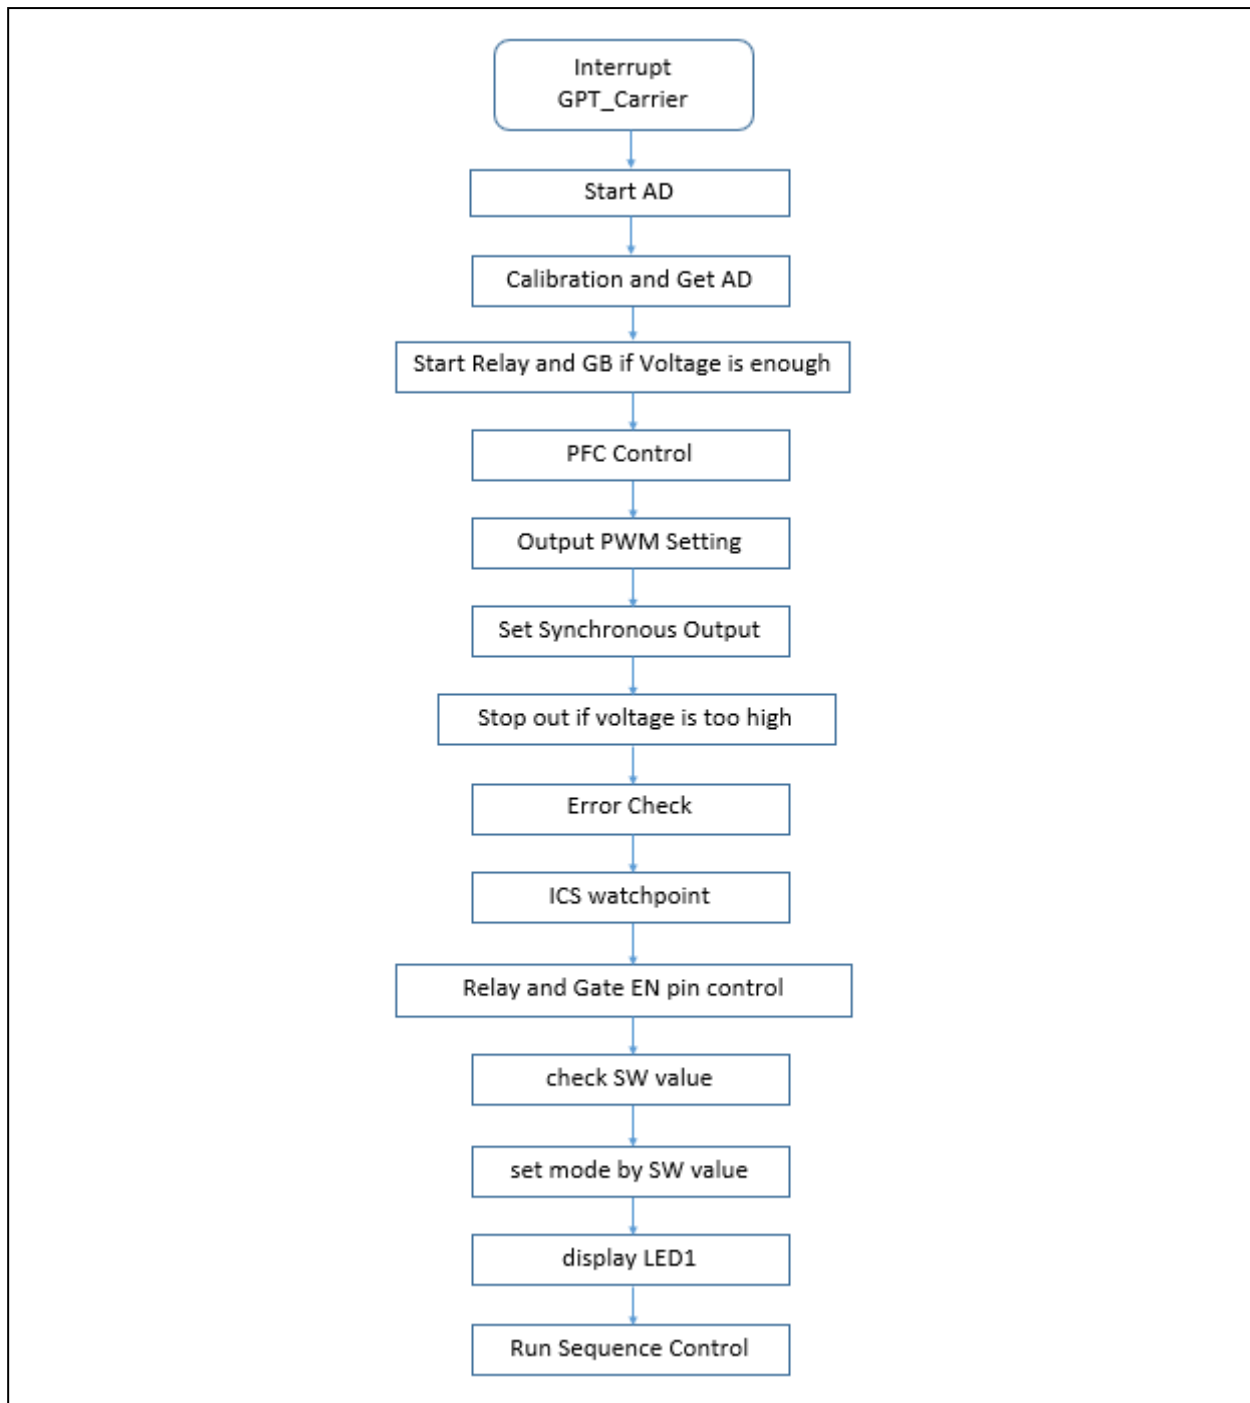 Interrupt
GPT_Carrier
Start AD
Calibration and Get AD
Start Relay and GB if Voltage is enough
PFC Control
Output PWM Setting
Set Synchronous Output
Stop out if voltage is too high
Error Check
ICS watchpoint
Relay and Gate EN pin control
check SW value
set mode by SW value
display LED1
Run Sequence Control